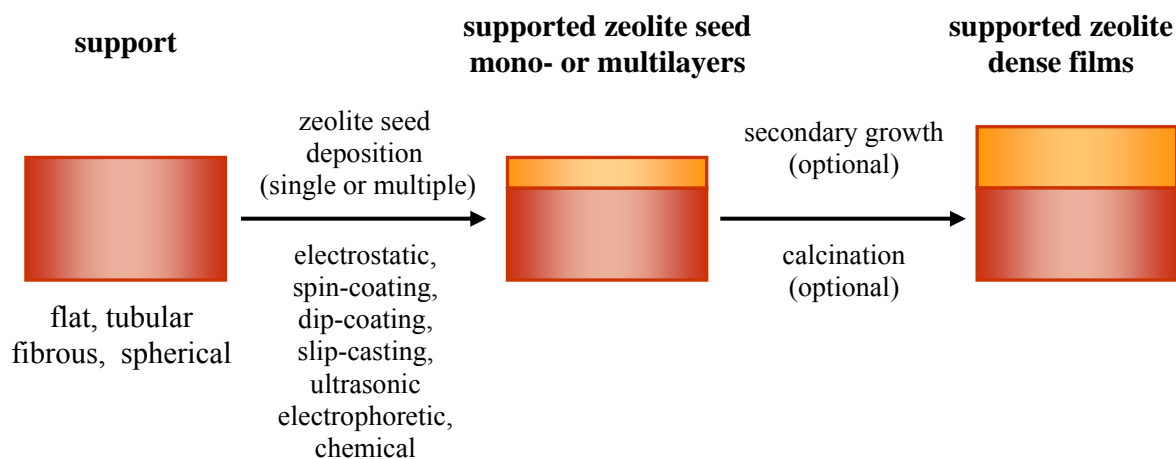 support
supported zeolite seed
mono- or multilayers
supported zeolite
dense films
zeolite seed
deposition
(single or multiple)
secondary growth
(optional)
electrostatic,
spin-coating,
dip-coating,
slip-casting,
ultrasonic
electrophoretic,
chemical
calcination
(optional)
flat, tubular
fibrous, spherical